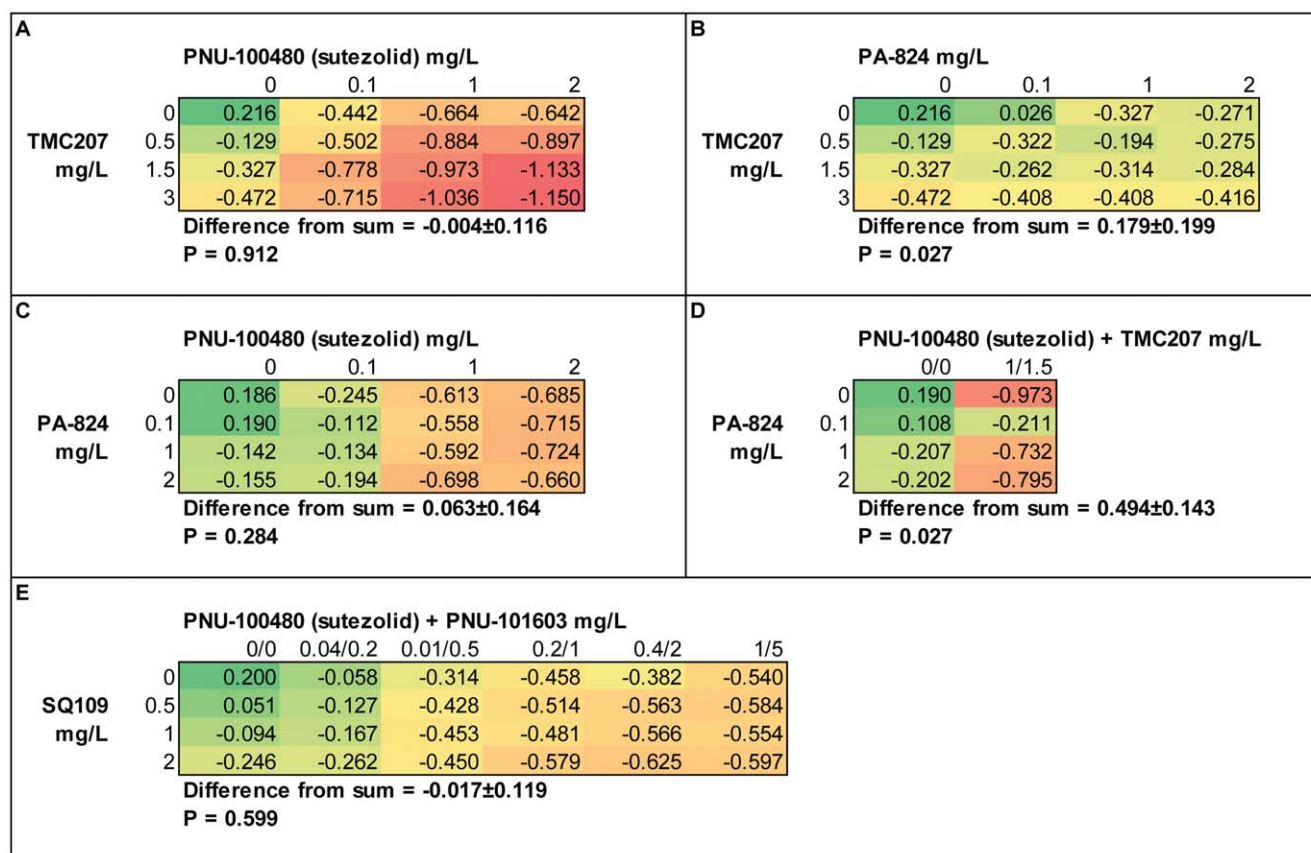 A
PNU-100480 (sutezolid) mg/L
0 0.1 1 2
0 0.216 -0.442 -0.664 -0.642
TMC207 0.5 -0.129 -0.502 -0.884 -0.897
mg/L 1.5 -0.327 -0.778 -0.973 -1.133
3 -0.472 -0.715 -1.036 -1.150
Difference from sum = -0.004±0.116
P = 0.912
B
PA-824 mg/L
0 0.1 1 2
0 0.216 0.026 -0.327 -0.271
TMC207 0.5 -0.129 -0.322 -0.194 -0.275
mg/L 1.5 -0.327 -0.262 -0.314 -0.284
3 -0.472 -0.408 -0.408 -0.416
Difference from sum = 0.179±0.199
P = 0.027
C
PNU-100480 (sutezolid) mg/L
0 0.1 1 2
0 0.186 -0.245 -0.613 -0.685
PA-824 0.1 0.190 -0.112 -0.558 -0.715
mg/L 1 -0.142 -0.134 -0.592 -0.724
2 -0.155 -0.194 -0.698 -0.660
Difference from sum = 0.063±0.164
P = 0.284
D
PNU-100480 (sutezolid) + TMC207 mg/L
0/0 1/1.5
0 0.190 -0.973
PA-824 0.1 0.108 -0.211
mg/L 1 -0.207 -0.732
2 -0.202 -0.795
Difference from sum = 0.494±0.143
P = 0.027
E
PNU-100480 (sutezolid) + PNU-101603 mg/L
0/0 0.04/0.2 0.01/0.5 0.2/1 0.4/2 1/5
0 0.200 -0.058 -0.314 -0.458 -0.382 -0.540
SQ109 0.5 0.051 -0.127 -0.428 -0.514 -0.563 -0.584
mg/L 1 -0.094 -0.167 -0.453 -0.481 -0.566 -0.554
2 -0.246 -0.262 -0.450 -0.579 -0.625 -0.597
Difference from sum = -0.017±0.119
P = 0.599